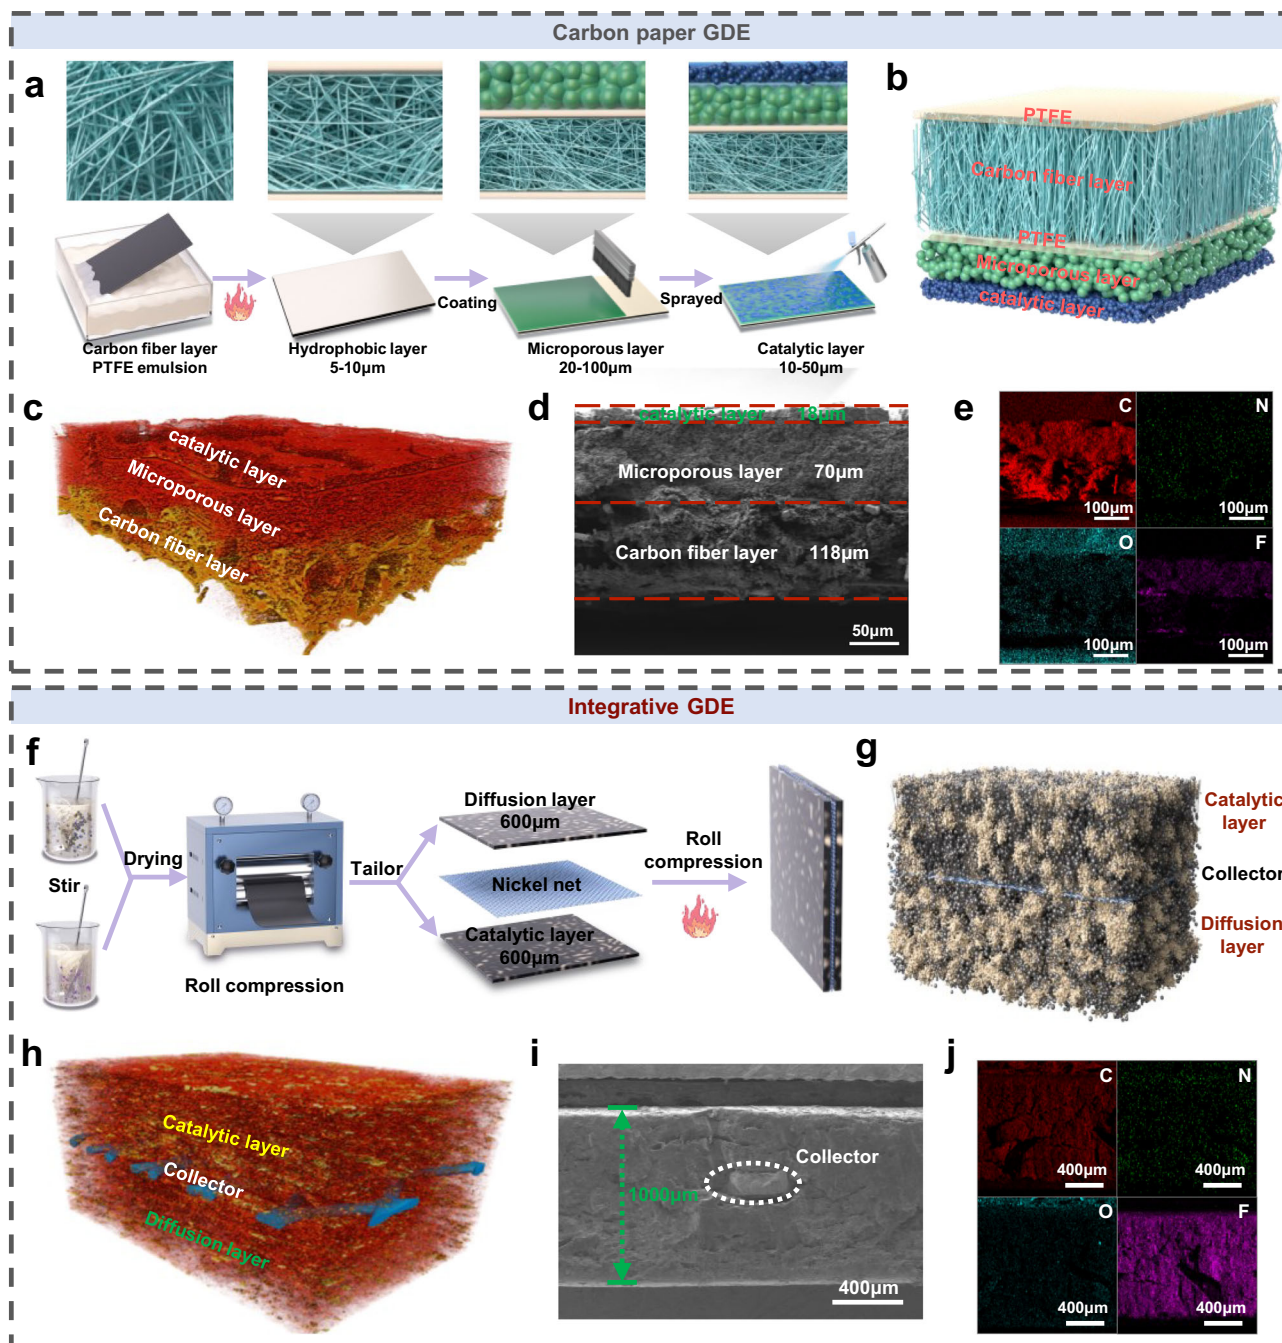 Carbon paper GDE
a
Carbon fiber layer
PTFE emulsion
Hydrophobic layer
5-10μm
Coating
Microporous layer
20-100μm
Sprayed
Catalytic layer
10-50μm
b
PTFE
Carbon fiber layer
PTFE
Microporous layer
catalytic layer
c
catalytic layer
Microporous layer
Carbon fiber layer
d
catalytic layer 18μm
Microporous layer 70μm
Carbon fiber layer 118μm
50μm
e
C
100μm
N
100μm
O
100μm
F
100μm
Integrative GDE
f
Stir
Drying
Roll compression
Tailor
Diffusion layer
600μm
Nickel net
Catalytic layer
600μm
Roll
compression
g
Catalytic
layer
Collector
Diffusion
layer
h
Catalytic layer
Collector
Diffusion layer
i
Collector
1000μm
400μm
j
C
400μm
N
400μm
O
400μm
F
400μm